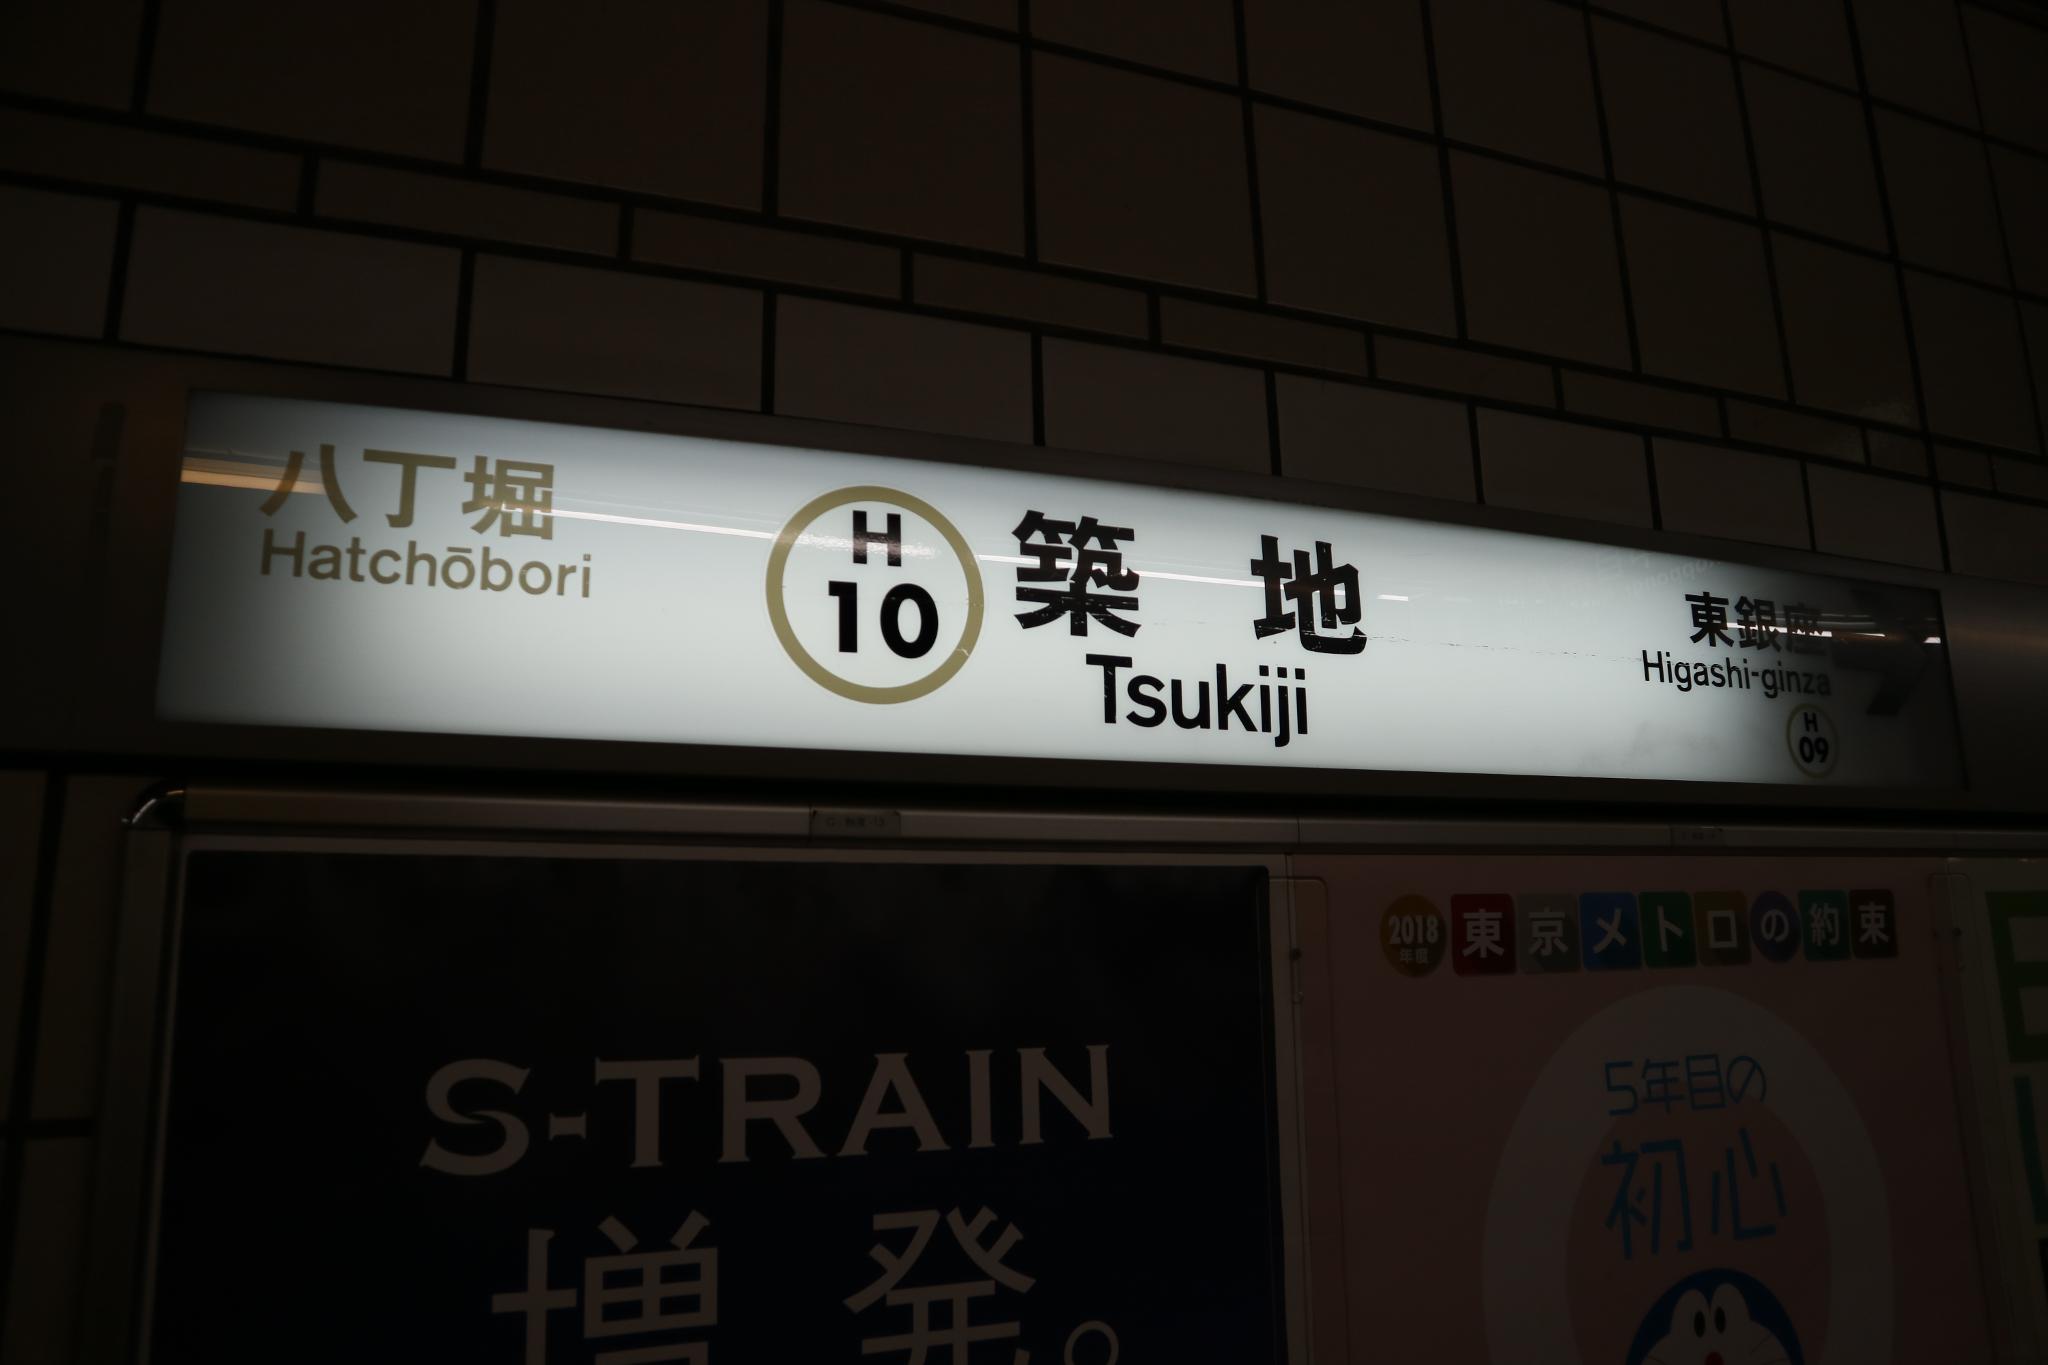 八丁堀
Hatchōbori
H
10
築地
Tsukiji
東銀座
Higashi-ginza
H
09
S-TRAIN
増発。
2018
年度
東京メトロの約束
5年目の
初心